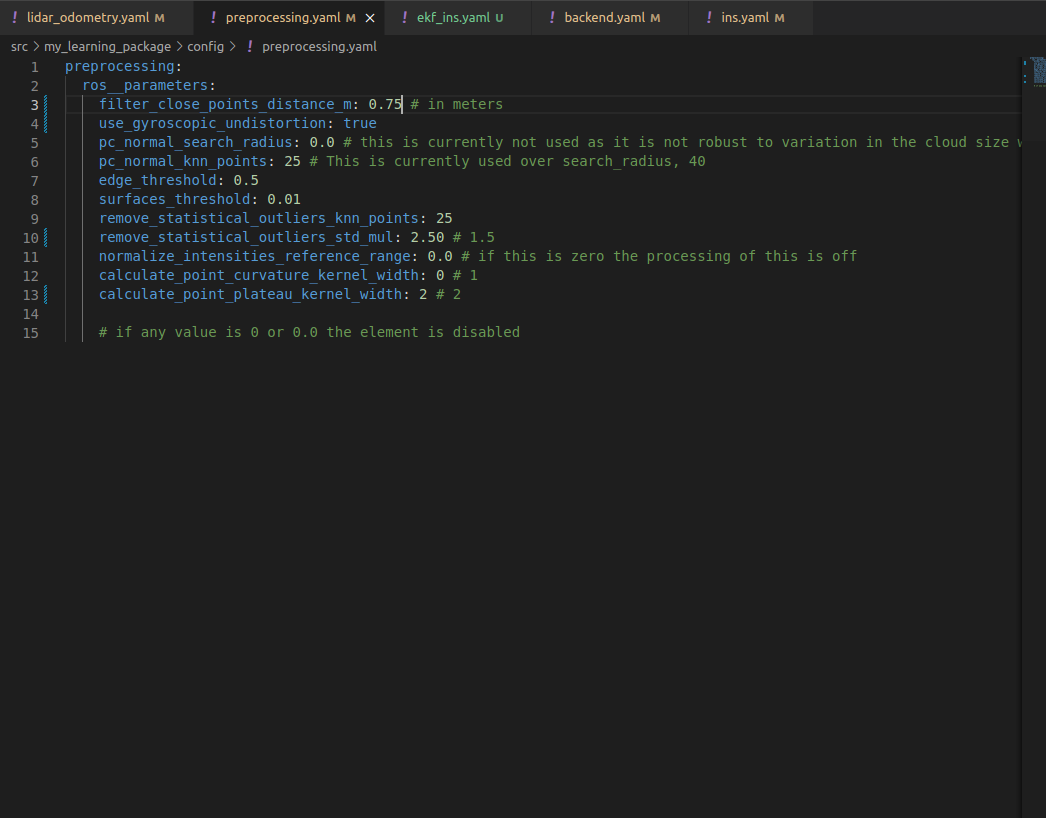 ! lidar_odometry.yaml M ! preprocessing.yaml M × ! ekf_ins.yaml U ! backend.yaml M ! ins.yaml M
src > my_learning_package > config > ! preprocessing.yaml
1 preprocessing:
2 ros__parameters:
3 filter_close_points_distance_m: 0.75 # in meters
4 use_gyroscopic_undistortion: true
5 pc_normal_search_radius: 0.0 # this is currently not used as it is not robust to variation in the cloud size
6 pc_normal_knn_points: 25 # This is currently used over search_radius, 40
7 edge_threshold: 0.5
8 surfaces_threshold: 0.01
9 remove_statistical_outliers_knn_points: 25
10 remove_statistical_outliers_std_mul: 2.50 # 1.5
11 normalize_intensities_reference_range: 0.0 # if this is zero the processing of this is off
12 calculate_point_curvature_kernel_width: 0 # 1
13 calculate_point_plateau_kernel_width: 2 # 2
14
15 # if any value is 0 or 0.0 the element is disabled